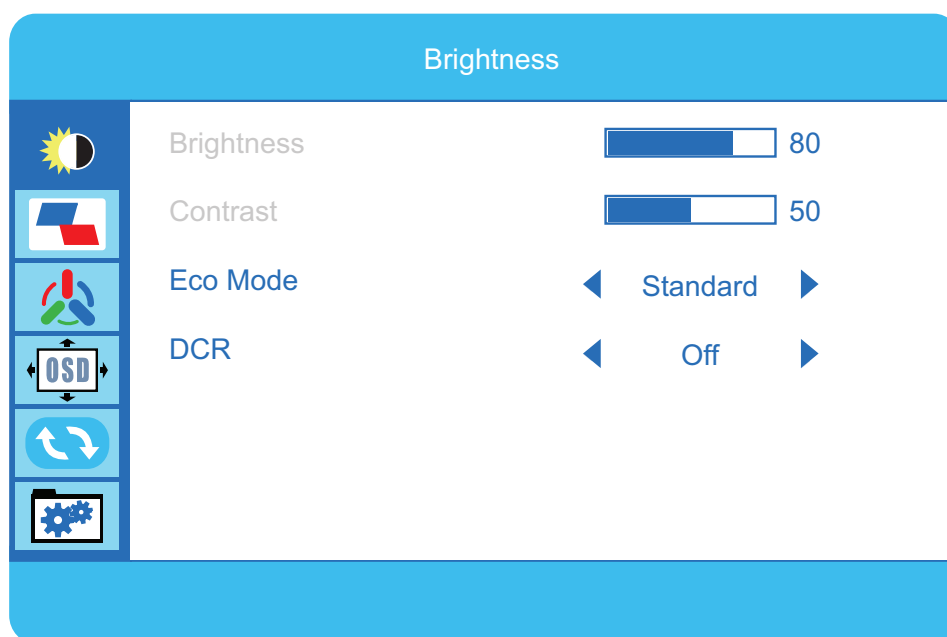 Brightness
Brightness 80
Contrast 50
Eco Mode Standard
DCR Off
OSD